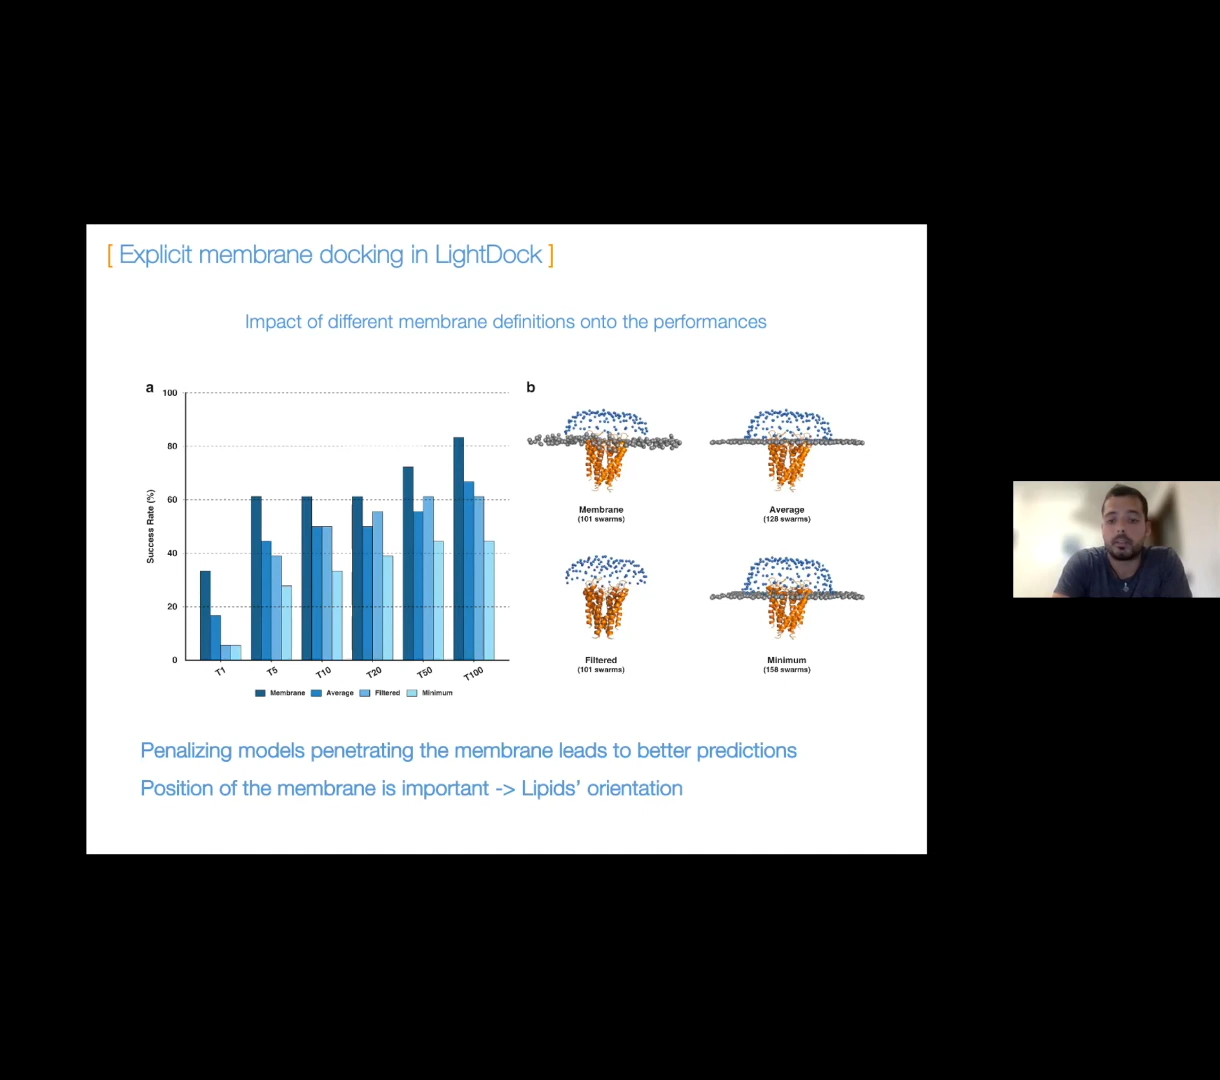 [ Explicit membrane docking in LightDock ]
Impact of different membrane definitions onto the performances
a
100
80
60
40
20
0
Success Rate (%)
T1
T5
T10
T20
T50
T100
Membrane
Average
Filtered
Minimum
b
Membrane
(101 swarms)
Average
(128 swarms)
Filtered
(101 swarms)
Minimum
(158 swarms)
Penalizing models penetrating the membrane leads to better predictions
Position of the membrane is important -> Lipids’ orientation